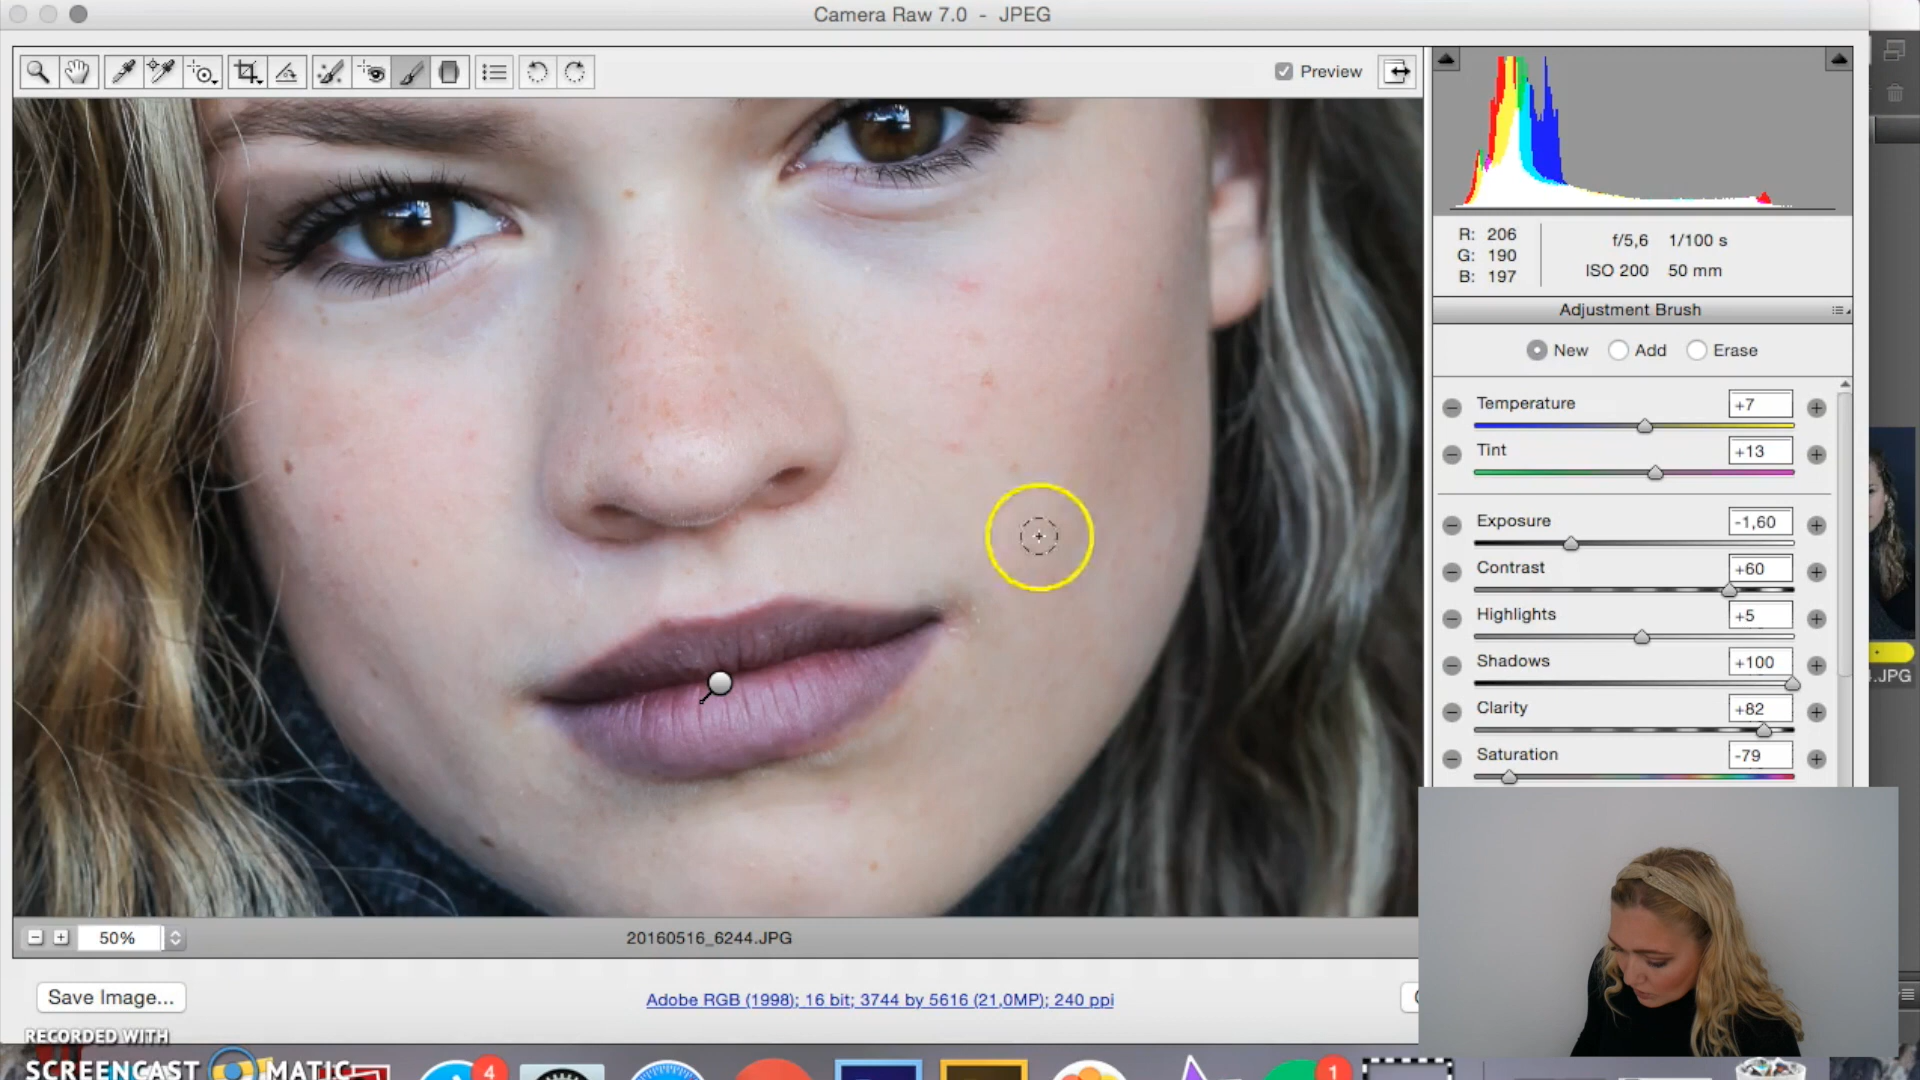 Camera Raw 7.0 - JPEG
Preview
R: 206
G: 190
B: 197
f/5,6 1/100 s
ISO 200 50 mm
Adjustment Brush
New Add Erase
Temperature +7
Tint +13
Exposure -1,60
Contrast +60
Highlights +5
Shadows +100
Clarity +82
Saturation -79
.JPG
50%
20160516_6244.JPG
Save Image...
Adobe RGB (1998); 16 bit; 3744 by 5616 (21,0MP); 240 ppi
RECORDED WITH
SCREENCAST MATIC
4
1